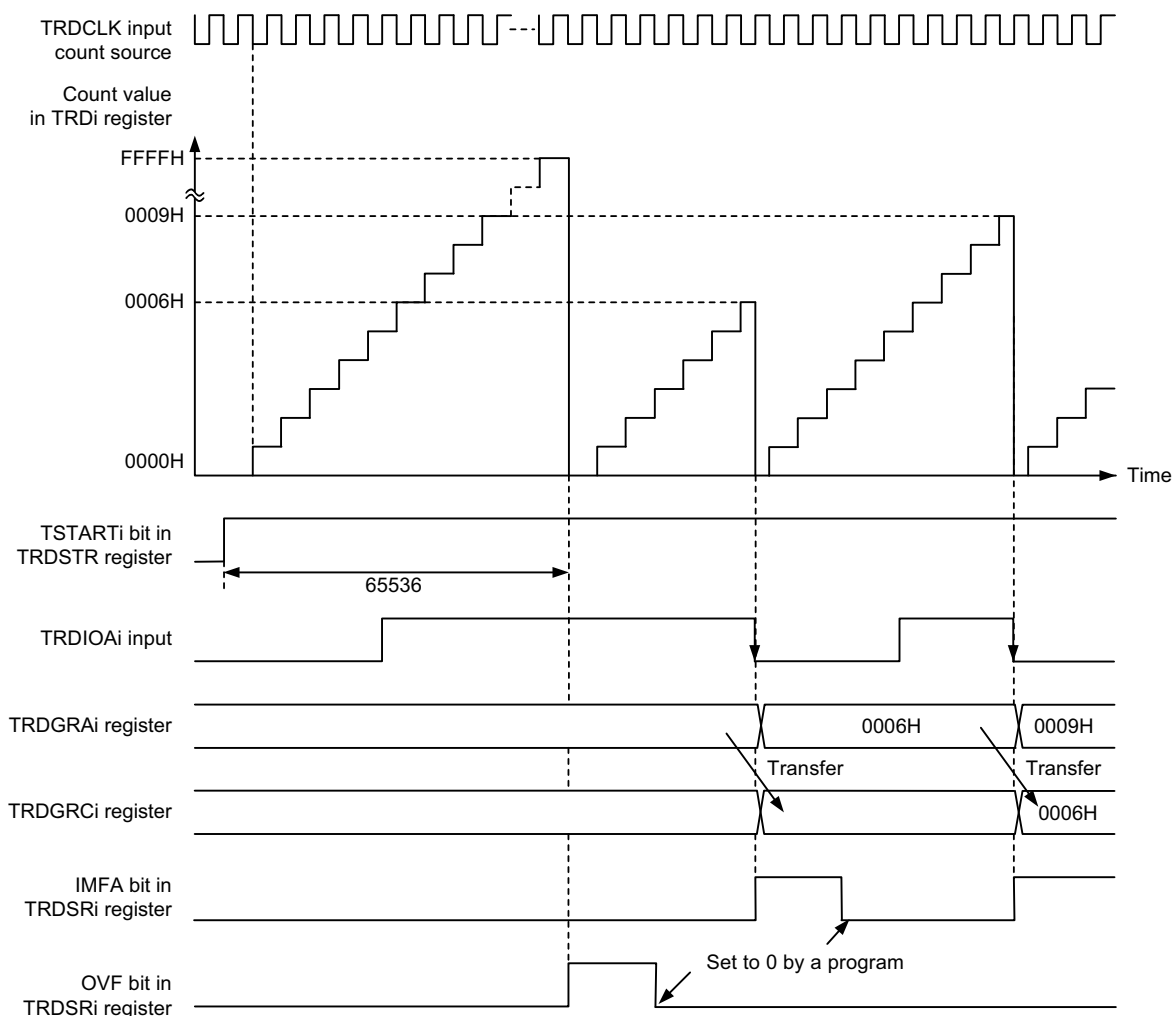 TRDCLK input
count source
Count value
in TRDi register
FFFFH
0009H
0006H
0000H
Time
TSTARTi bit in
TRDSTR register
65536
TRDIOAi input
TRDGRAi register
0006H
0009H
Transfer
Transfer
TRDGRCi register
0006H
IMFA bit in
TRDSRi register
Set to 0 by a program
OVF bit in
TRDSRi register